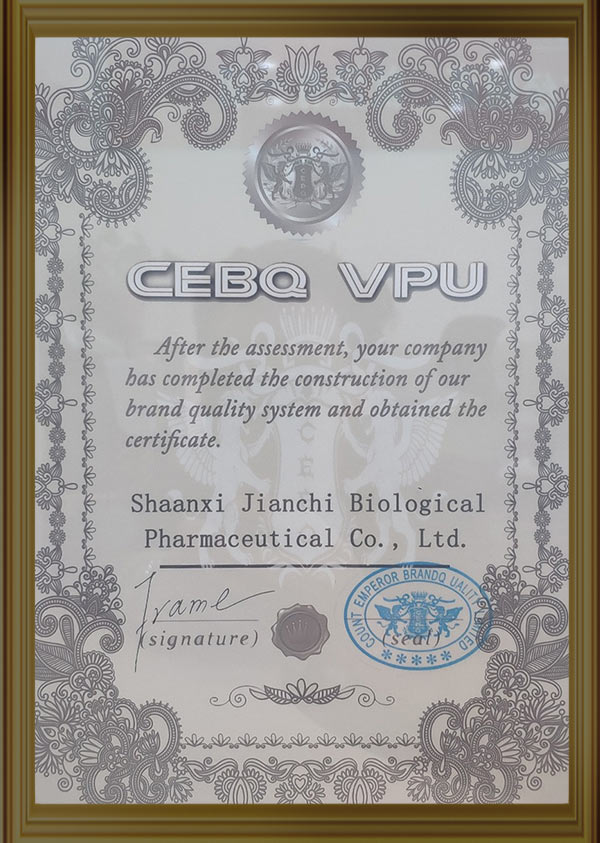 CEBQ VPU
After the assessment, your company
has completed the construction of our
brand quality system and obtained the
certificate.
Shaanxi Jianchi Biological
Pharmaceutical Co., Ltd.
(signature)
COUNT EMPEROR BRANDQ UALITY
(seal)